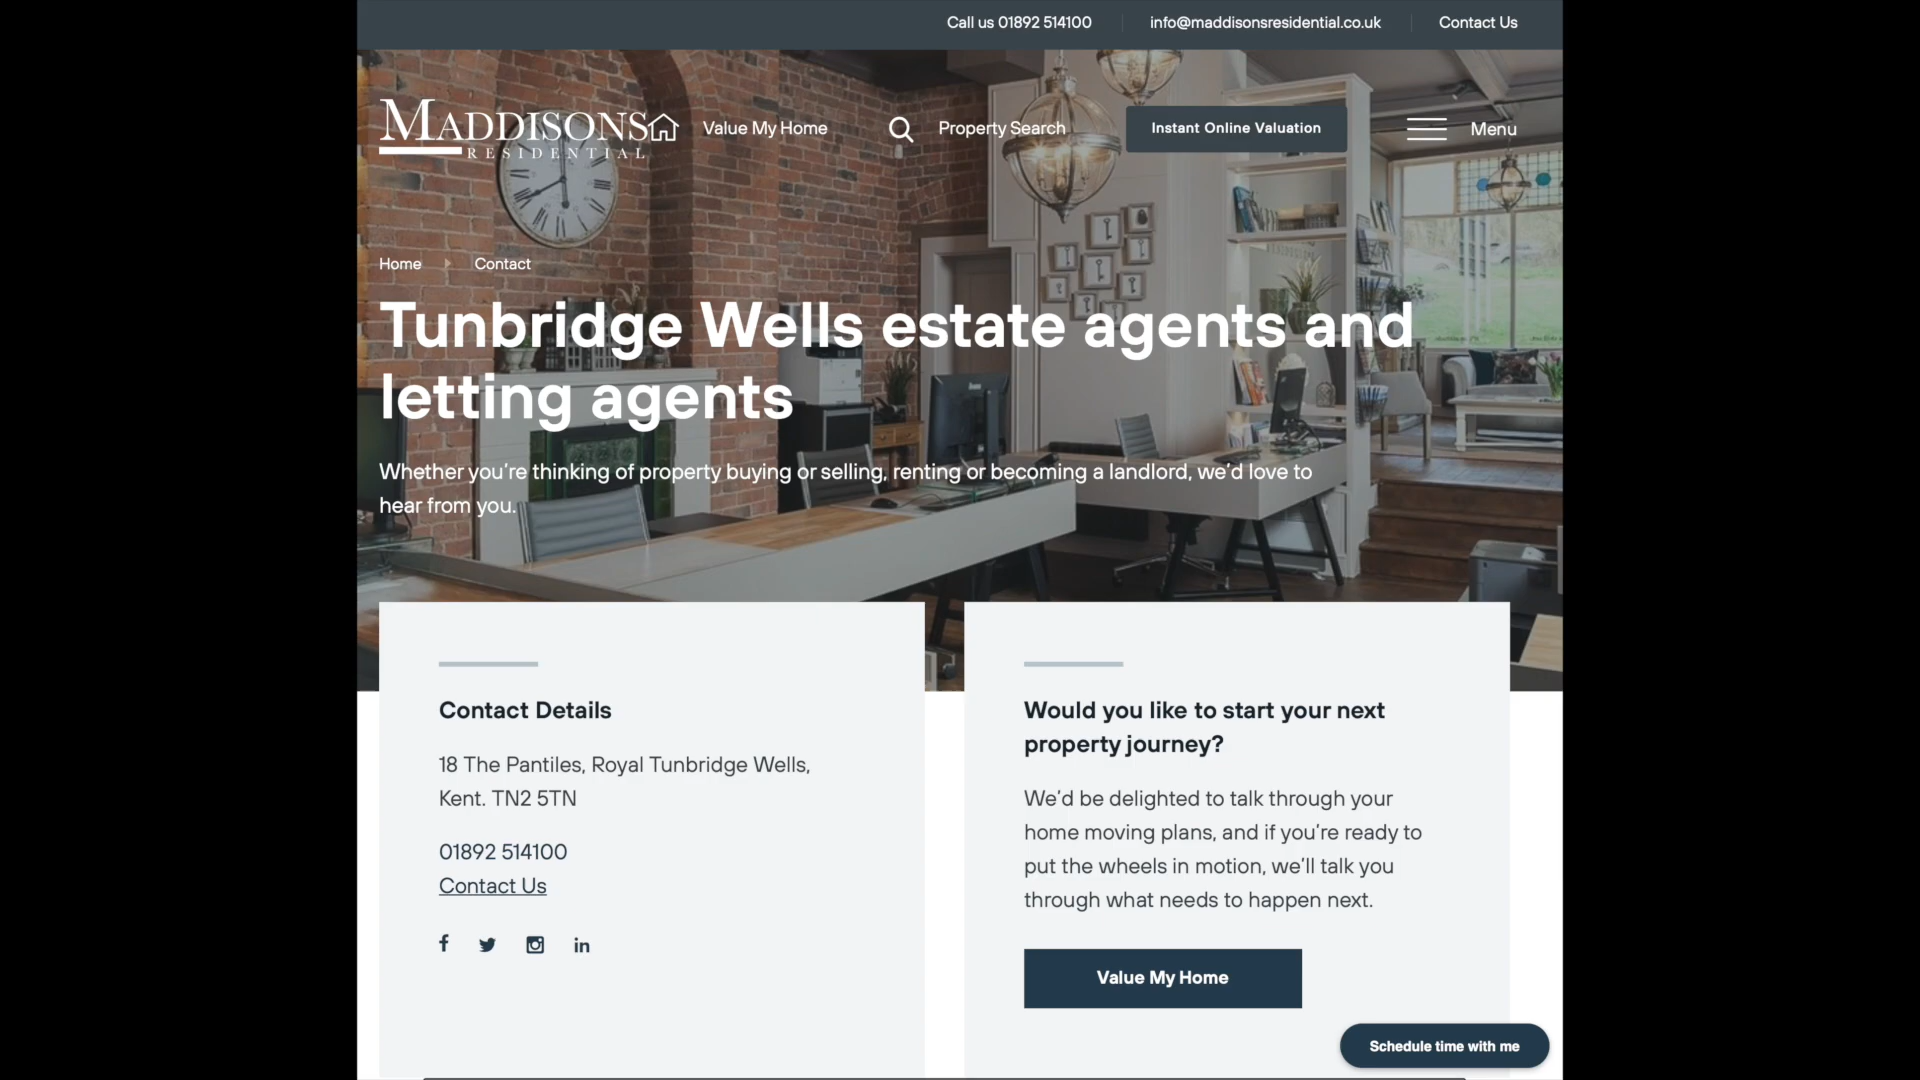 Call us 01892 514100 info@maddisonsresidential.co.uk Contact Us
MADDISONS
RESIDENTIAL
Value My Home
Property Search
Instant Online Valuation
Menu
Home Contact
Tunbridge Wells estate agents and
letting agents
Whether you're thinking of property buying or selling, renting or becoming a landlord, we'd love to
hear from you.
Contact Details
18 The Pantiles, Royal Tunbridge Wells,
Kent. TN2 5TN
01892 514100
Contact Us
Would you like to start your next
property journey?
We'd be delighted to talk through your
home moving plans, and if you're ready to
put the wheels in motion, we'll talk you
through what needs to happen next.
Value My Home
Schedule time with me